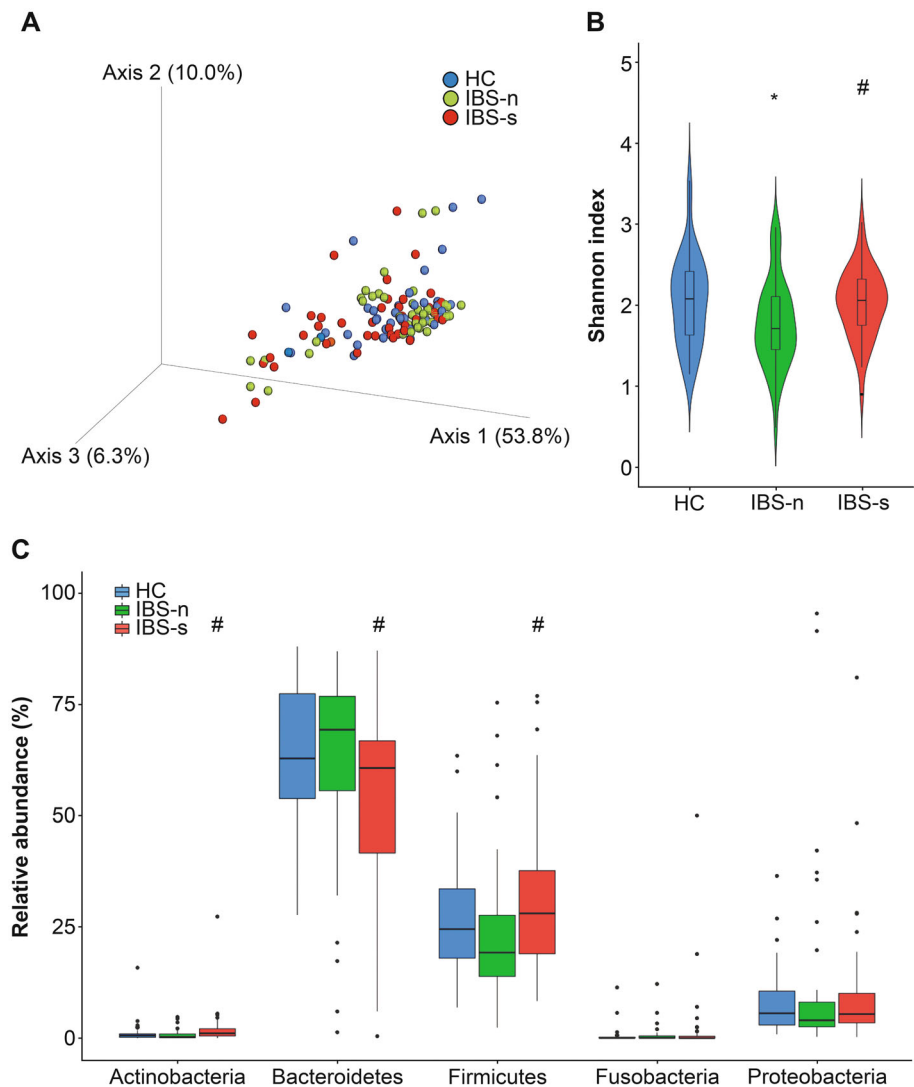 A
Axis 2 (10.0%)
HC
IBS-n
IBS-s
Axis 1 (53.8%)
Axis 3 (6.3%)
B
5
4
3
2
1
0
Shannon index
*
#
HC
IBS-n
IBS-s
C
HC
IBS-n
IBS-s
#
#
#
100
75
50
25
0
Relative abundance (%)
Actinobacteria
Bacteroidetes
Firmicutes
Fusobacteria
Proteobacteria